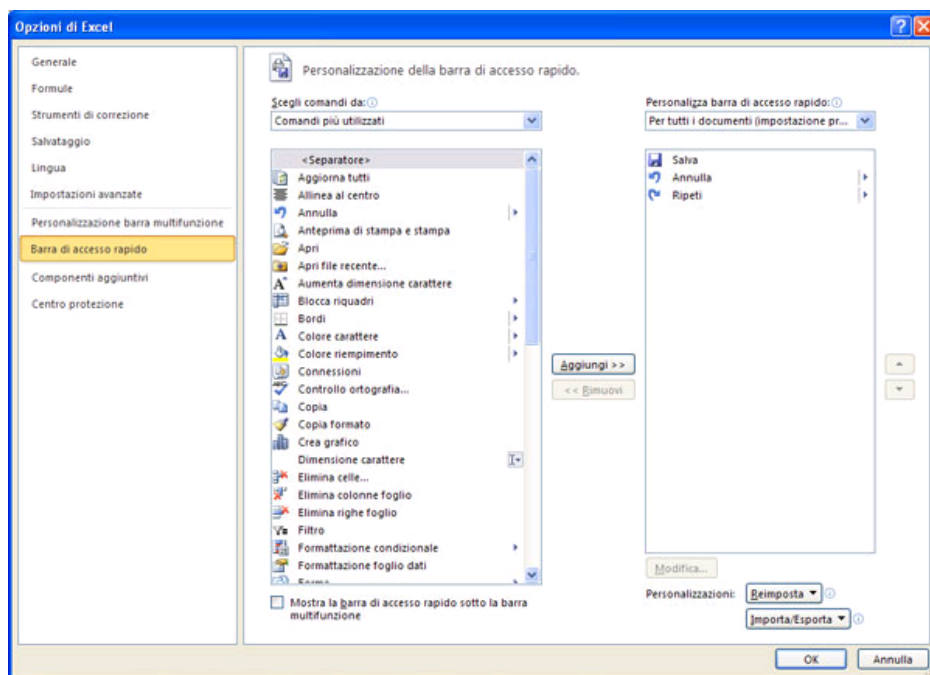 Opzioni di Excel
Generale
Formule
Strumenti di correzione
Salvataggio
Lingua
Impostazioni avanzate
Personalizzazione barra multifunzione
Barra di accesso rapido
Componenti aggiuntivi
Centro protezione
Personalizzazione della barra di accesso rapido.
Scegli comandi da:
Comandi più utilizzati
<Separatore>
Aggiorna tutti
Allinea al centro
Annulla
Anteprima di stampa e stampa
Apri
Apri file recente...
Aumenta dimensione carattere
Blocca riquadri
Bordi
Colore carattere
Colore riempimento
Connessioni
Controllo ortografia...
Copia
Copia formato
Crea grafico
Dimensione carattere
Elimina celle...
Elimina colonne foglio
Elimina righe foglio
Filtro
Formattazione condizionale
Formattazione foglio dati
Forme
Mostra la barra di accesso rapido sotto la barra
multifunzione
Aggiungi >>
<< Rimuovi
Personalizza barra di accesso rapido:
Per tutti i documenti (impostazione pr...
Salva
Annulla
Ripeti
Modifica...
Personalizzazioni:
Reimposta
Importa/Esporta
OK
Annulla